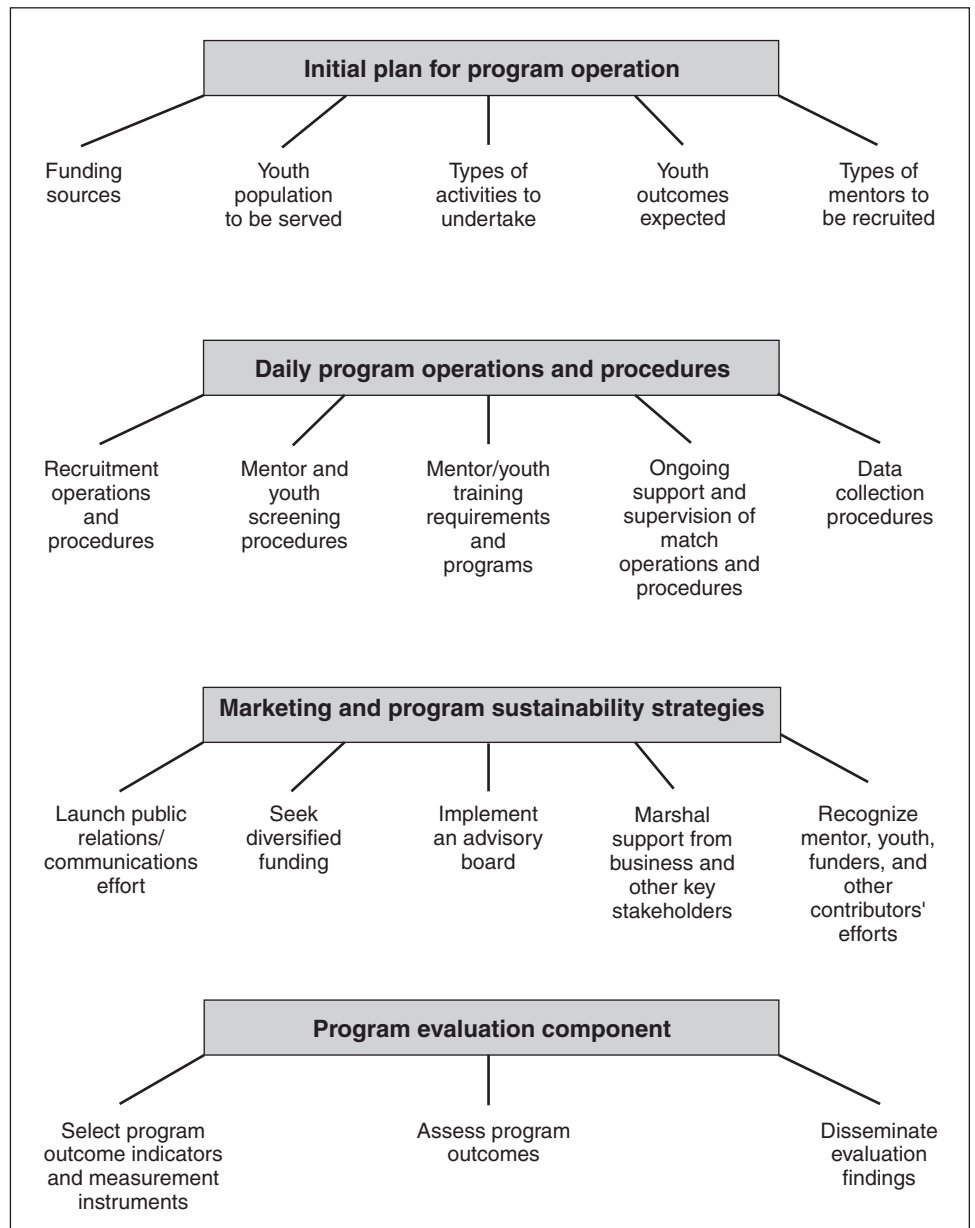 Initial plan for program operation
Funding
sources
Youth
population
to be served
Types of
activities to
undertake
Youth
outcomes
expected
Types of
mentors to
be recruited
Daily program operations and procedures
Recruitment
operations
and
procedures
Mentor and
youth
screening
procedures
Mentor/youth
training
requirements
and
programs
Ongoing
support and
supervision of
match
operations and
procedures
Data
collection
procedures
Marketing and program sustainability strategies
Launch public
relations/
communications
effort
Seek
diversified
funding
Implement
an advisory
board
Marshal
support from
business and
other key
stakeholders
Recognize
mentor, youth,
funders, and
other
contributors'
efforts
Program evaluation component
Select program
outcome indicators
and measurement
instruments
Assess program
outcomes
Disseminate
evaluation
findings